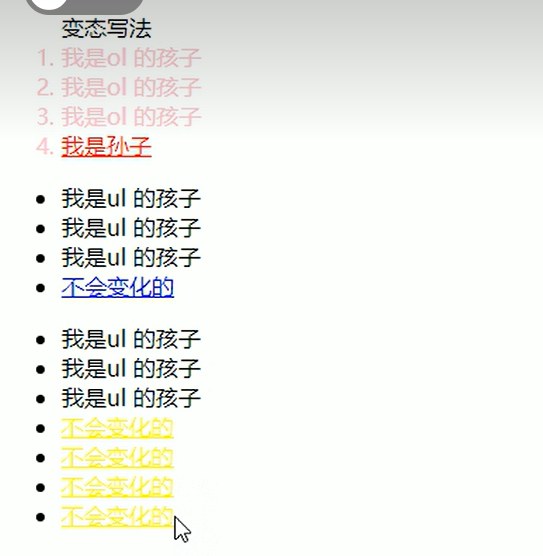 变态写法
1. 我是ol 的孩子
2. 我是ol 的孩子
3. 我是ol 的孩子
4. 我是孙子
我是ul 的孩子
我是ul 的孩子
我是ul 的孩子
不会变化的
我是ul 的孩子
我是ul 的孩子
我是ul 的孩子
不会变化的
不会变化的
不会变化的
不会变化的